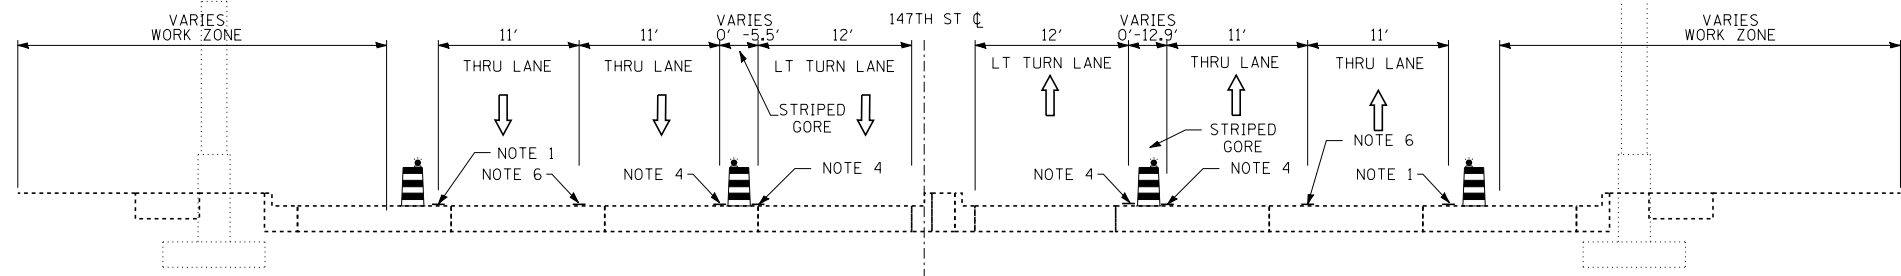 VARIES
WORK ZONE
11'
THRU LANE
11'
THRU LANE
VARIES
0' -5.5'
12'
LT TURN LANE
STRIPED
GORE
147TH ST ℄
12'
LT TURN LANE
VARIES
0'-12.9'
11'
THRU LANE
11'
THRU LANE
STRIPED
GORE
VARIES
WORK ZONE
NOTE 1
NOTE 6
NOTE 4
NOTE 4
NOTE 4
NOTE 4
NOTE 6
NOTE 1